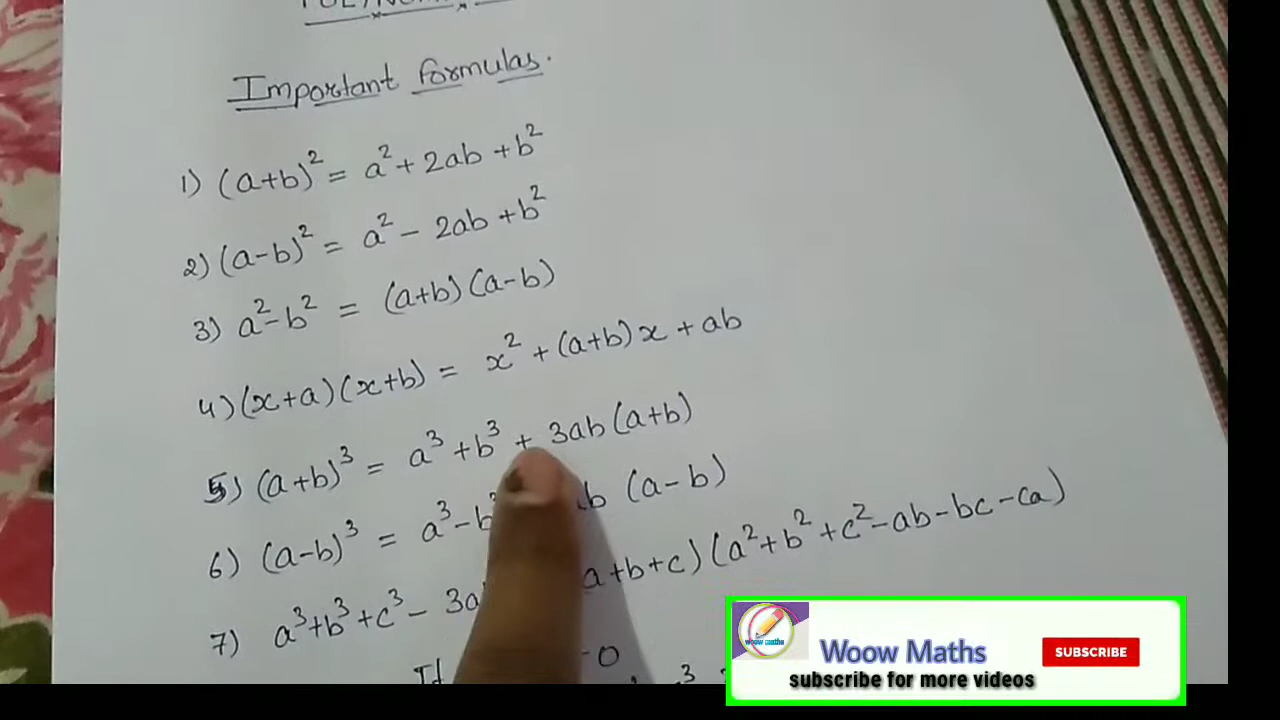 Important formulas.
1) (a+b)² = a² + 2ab + b²
2) (a-b)² = a² - 2ab + b²
3) a² - b² = (a+b) (a-b)
4) (x+a) (x+b) = x² + (a+b) x + ab
5) (a+b)³ = a³ + b³ + 3ab (a+b)
6) (a-b)³ = a³ - b (a-b)
7) a³ + b³ + c³ - 3a a+b+c) (a² + b² + c² - ab - bc - ca)
Woow Maths
SUBSCRIBE
subscribe for more videos
woow maths